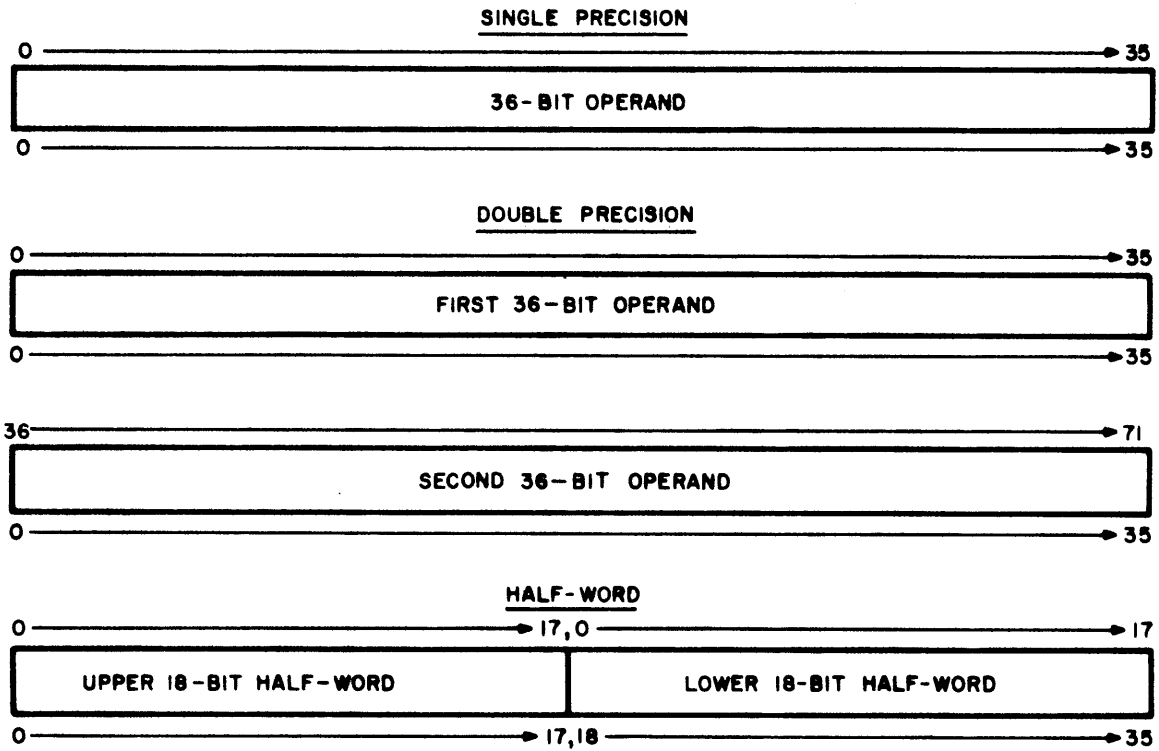 SINGLE PRECISION
0 35
36-BIT OPERAND
0 35
DOUBLE PRECISION
0 35
FIRST 36-BIT OPERAND
0 35
36 71
SECOND 36-BIT OPERAND
0 35
HALF-WORD
0 17,0 17
UPPER 18-BIT HALF-WORD LOWER 18-BIT HALF-WORD
0 17,18 35